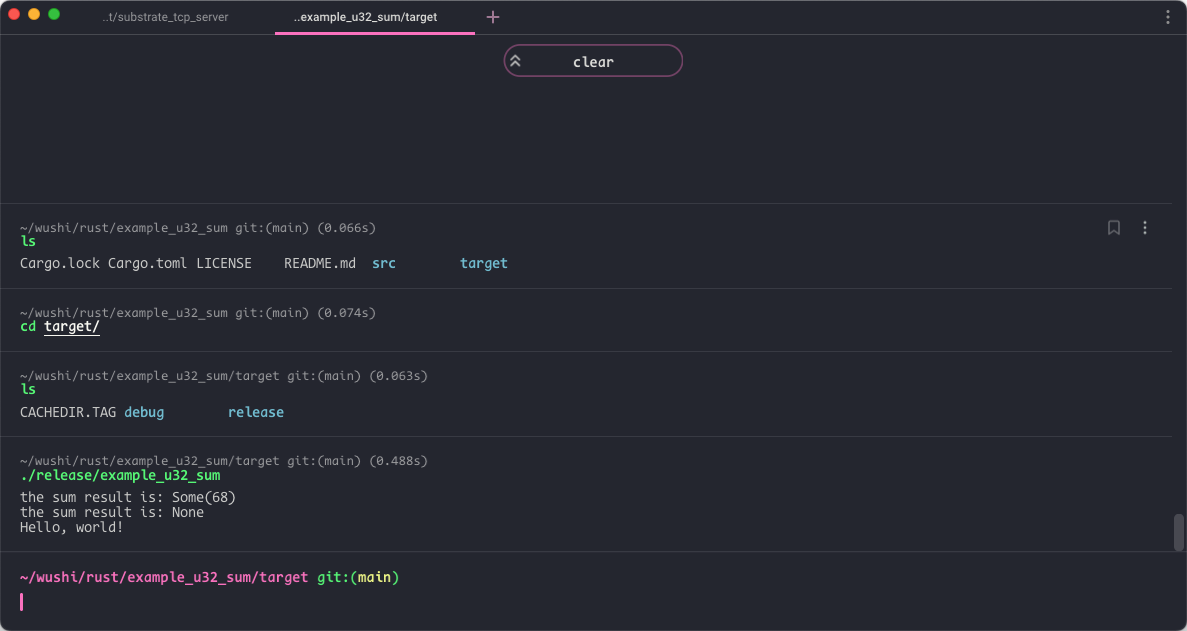 ..t/substrate_tcp_server
..example_u32_sum/target
clear
~/wushi/rust/example_u32_sum git:(main) (0.066s)
ls
Cargo.lock Cargo.toml LICENSE    README.md  src        target
~/wushi/rust/example_u32_sum git:(main) (0.074s)
cd target/
~/wushi/rust/example_u32_sum/target git:(main) (0.063s)
ls
CACHEDIR.TAG debug        release
~/wushi/rust/example_u32_sum/target git:(main) (0.488s)
./release/example_u32_sum
the sum result is: Some(68)
the sum result is: None
Hello, world!
~/wushi/rust/example_u32_sum/target git:(main)